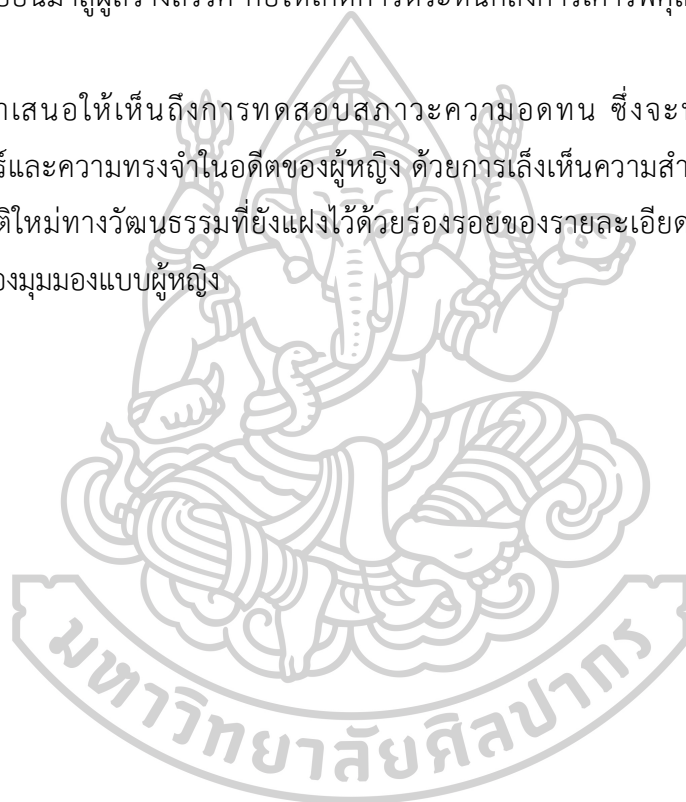 าเสนอให้เห็นถึงการทดสอบสภาวะความอดทน ซึ่งจะ
และความทรงจำในอดีตของผู้หญิง ด้วยการเล็งเห็นความสำ
ติใหม่ทางวัฒนธรรมที่ยังแฝงไว้ด้วยร่องรอยของรายละเอียด
องมุมมองแบบผู้หญิง
มหาวิทยาลัยศิลปากร